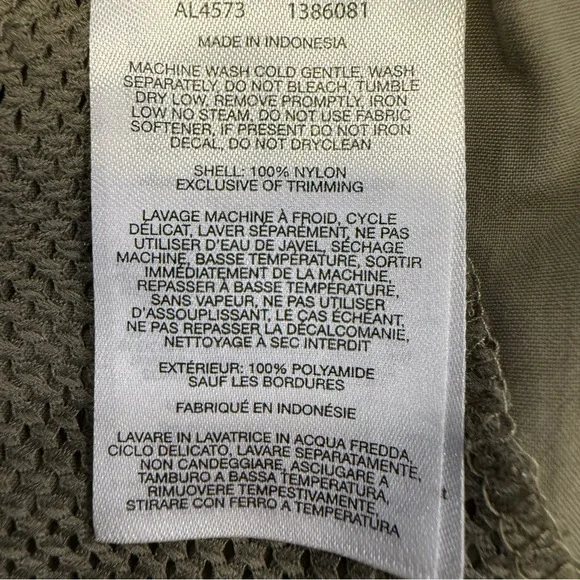 AL4573 1386081
MADE IN INDONESIA
MACHINE WASH COLD GENTLE, WASH
SEPARATELY, DO NOT BLEACH, TUMBLE
DRY LOW, REMOVE PROMPTLY, IRON
LOW NO STEAM, DO NOT USE FABRIC
SOFTENER, IF PRESENT DO NOT IRON
DECAL, DO NOT DRYCLEAN
SHELL: 100% NYLON
EXCLUSIVE OF TRIMMING
LAVAGE MACHINE À FROID, CYCLE
DÉLICAT, LAVER SÉPARÉMENT, NE PAS
UTILISER D'EAU DE JAVEL, SÉCHAGE
MACHINE, BASSE TEMPÉRATURE, SORTIR
IMMÉDIATEMENT DE LA MACHINE,
REPASSER À BASSE TEMPÉRATURE,
SANS VAPEUR, NE PAS UTILISER
D'ASSOUPLISSANT, LE CAS ÉCHÉANT,
NE PAS REPASSER LA DÉCALCOMANIE,
NETTOYAGE À SEC INTERDIT
EXTÉRIEUR: 100% POLYAMIDE
SAUF LES BORDURES
FABRIQUÉ EN INDONÉSIE
LAVARE IN LAVATRICE IN ACQUA FREDDA,
CICLO DELICATO, LAVARE SEPARATAMENTE,
NON CANDEGGIARE, ASCIUGARE A
TAMBURO A BASSA TEMPERATURA,
RIMUOVERE TEMPESTIVAMENTE,
STIRARE CON FERRO A TEMPERATURA